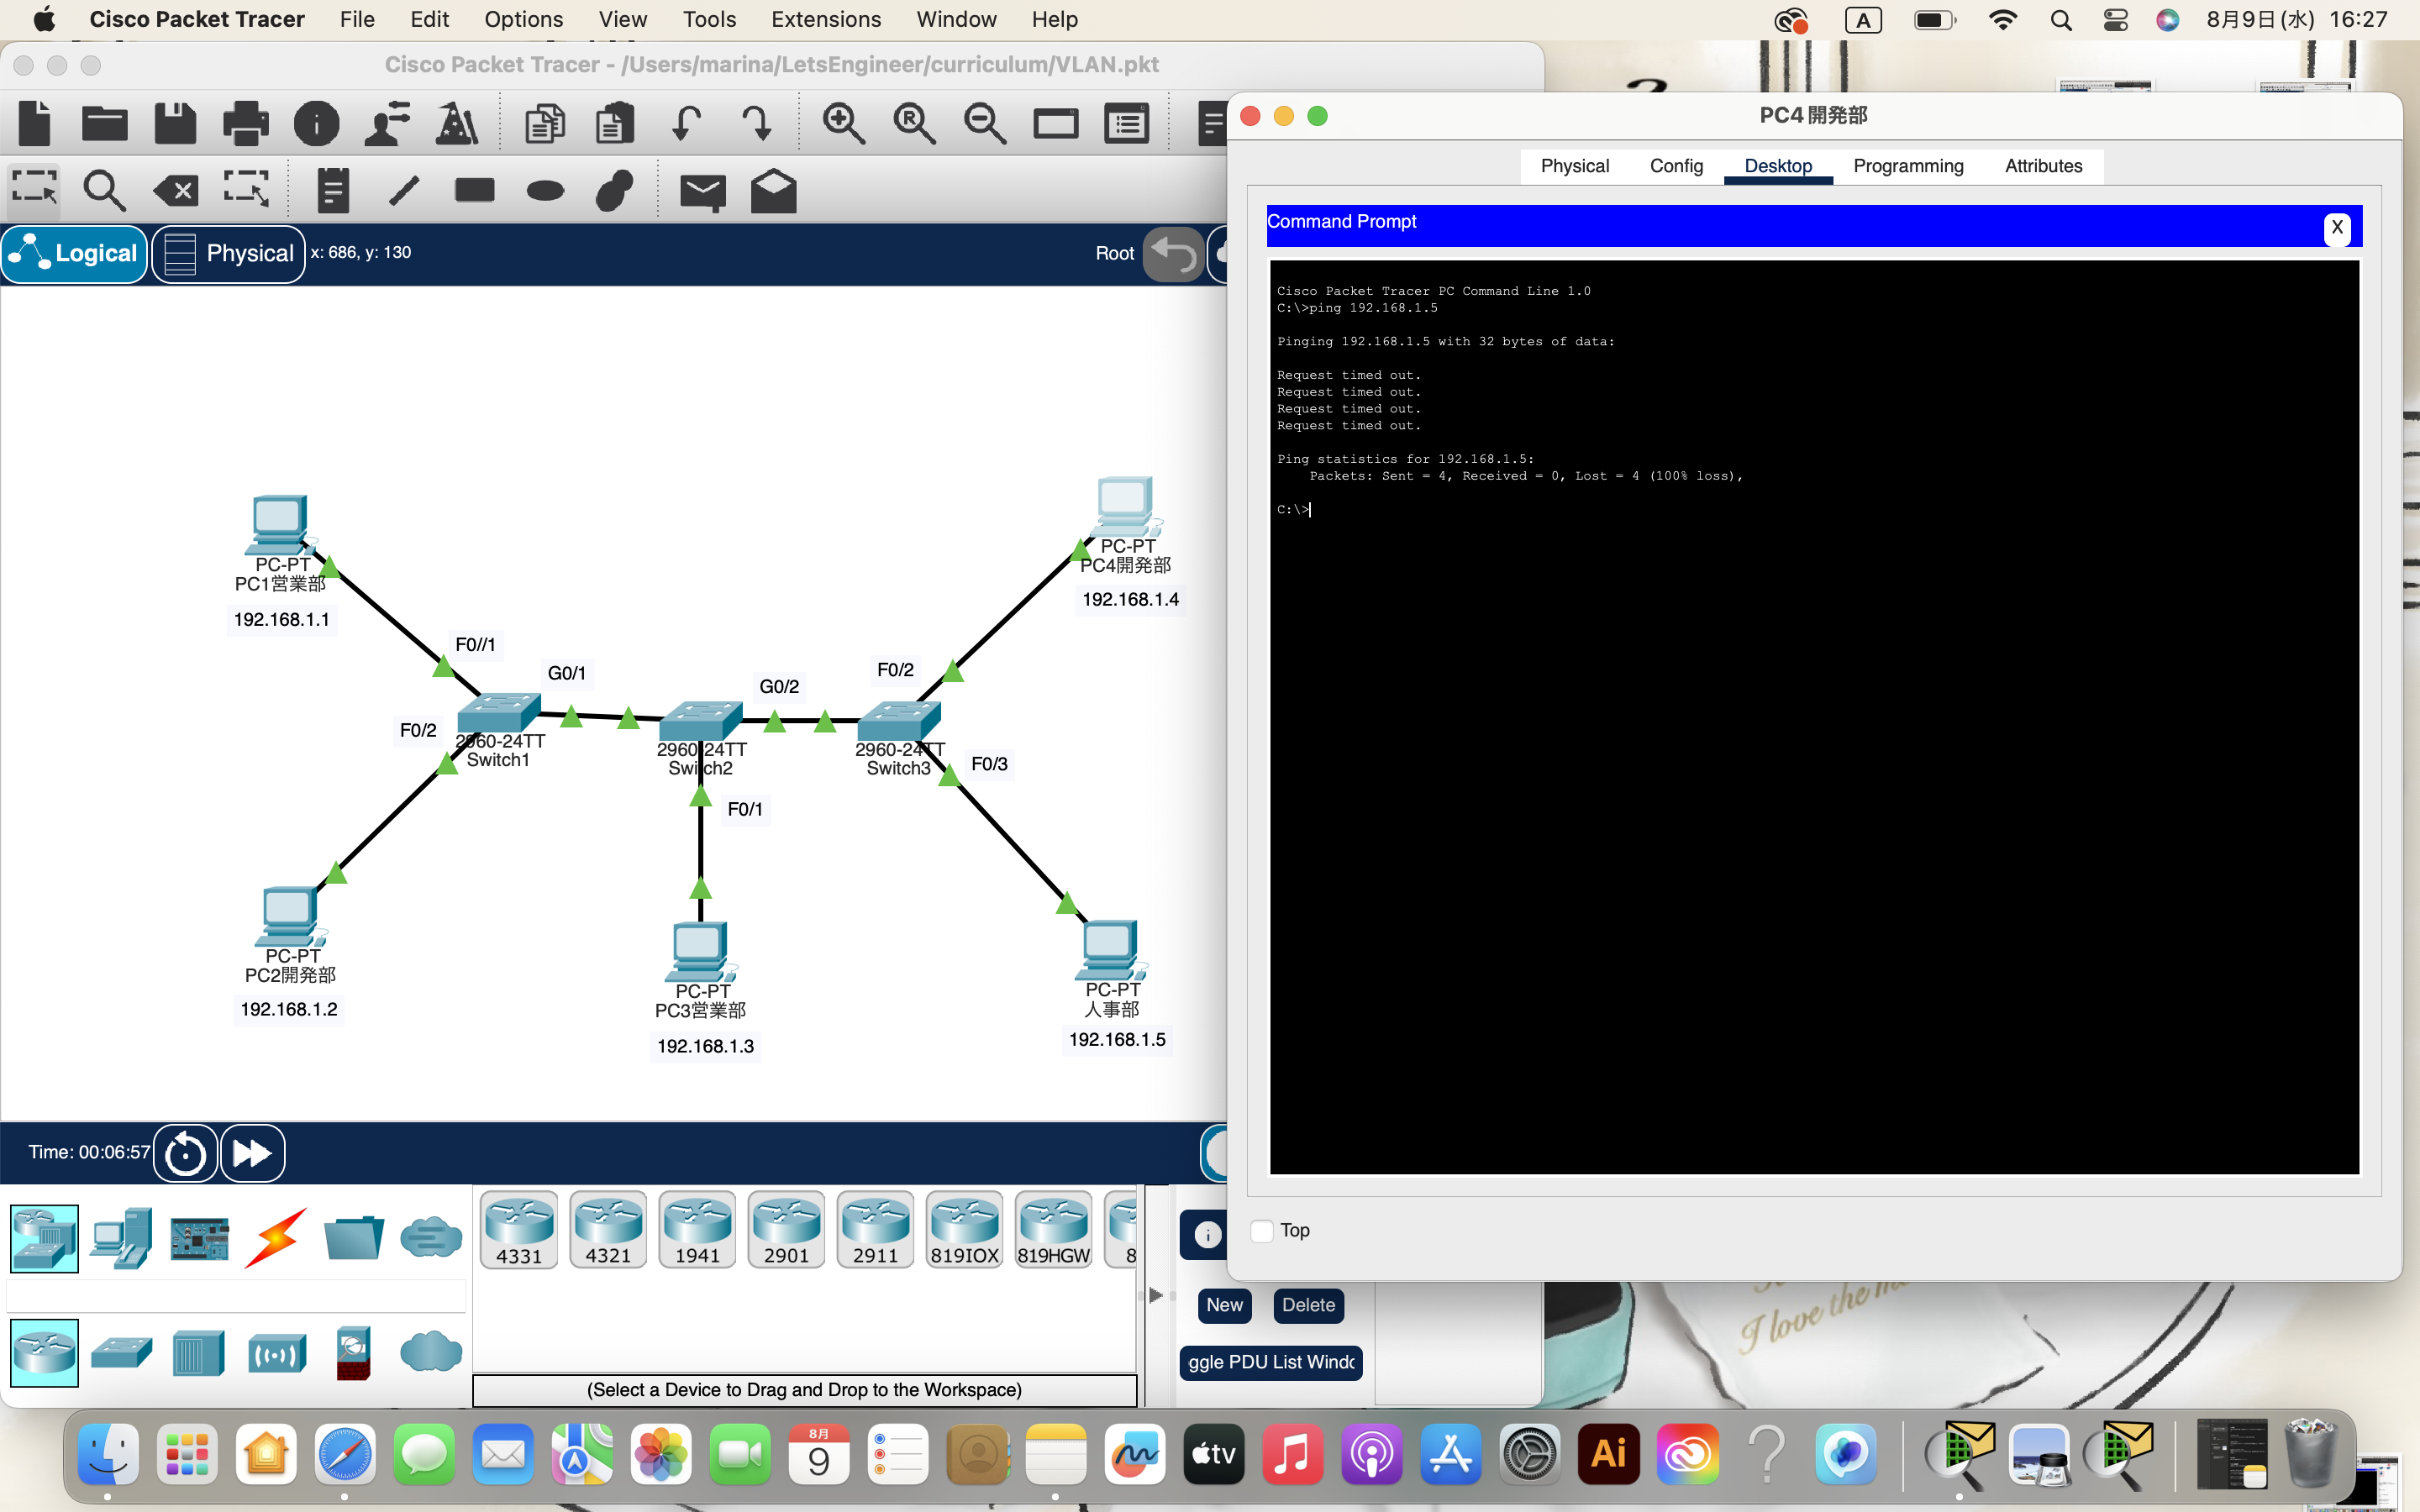 Cisco Packet Tracer File Edit Options View Tools Extensions Window Help A 8月9日(水) 16:27
Cisco Packet Tracer - /Users/marina/LetsEngineer/curriculum/VLAN.pkt
PC4開発部
Physical Config Desktop Programming Attributes
Command Prompt X
Logical Physical x: 686, y: 130 Root
Cisco Packet Tracer PC Command Line 1.0
C:\>ping 192.168.1.5
Pinging 192.168.1.5 with 32 bytes of data:
Request timed out.
Request timed out.
Request timed out.
Request timed out.
Ping statistics for 192.168.1.5:
Packets: Sent = 4, Received = 0, Lost = 4 (100% loss),
C:\>
PC-PT
PC1営業部
192.168.1.1
PC-PT
PC4開発部
192.168.1.4
F0//1
G0/1
G0/2
F0/2
F0/2
2960-24TT
Switch1
2960-24TT
Switch2
2960-24TT
Switch3
F0/3
F0/1
PC-PT
PC2開発部
192.168.1.2
PC-PT
PC3営業部
192.168.1.3
PC-PT
人事部
192.168.1.5
Time: 00:06:57
4331 4321 1941 2901 2911 819IOX 819HGW 8
Top
New Delete
ggle PDU List Windo
(Select a Device to Drag and Drop to the Workspace)
I love the m
8月
9
tv
Ai